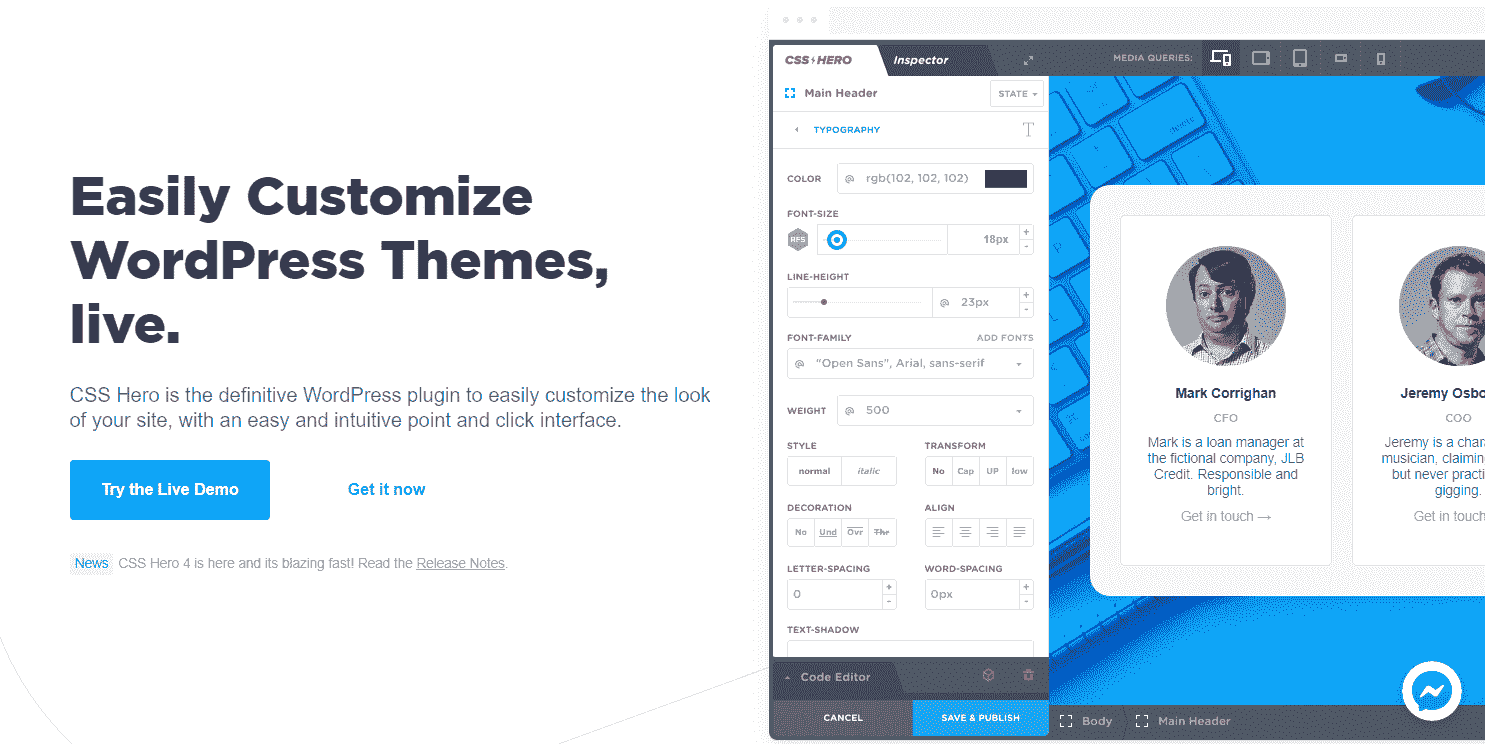 Easily Customize
WordPress Themes,
live.
CSS Hero is the definitive WordPress plugin to easily customize the look
of your site, with an easy and intuitive point and click interface.
Try the Live Demo
Get it now
News CSS Hero 4 is here and its blazing fast! Read the Release Notes.
CSS HERO
Inspector
MEDIA QUERIES:
Main Header
STATE
TYPOGRAPHY
T
COLOR
@ rgb(102, 102, 102)
FONT-SIZE
RFS
18px
+
-
LINE-HEIGHT
@ 23px
+
-
FONT-FAMILY
ADD FONTS
@ "Open Sans", Arial, sans-serif
WEIGHT
@ 500
STYLE
normal
italic
TRANSFORM
No
Cap
UP
low
DECORATION
No
Und
Ovr
Thr
ALIGN
LETTER-SPACING
0
+
-
WORD-SPACING
0px
+
-
TEXT-SHADOW
Code Editor
CANCEL
SAVE & PUBLISH
delete
Mark Corrighan
CFO
Mark is a loan manager at
the fictional company, JLB
Credit. Responsible and
bright.
Get in touch →
Jeremy Osbo
COO
Jeremy is a chara
musician, claiming
but never practi
gigging.
Get in touch
Body
Main Header